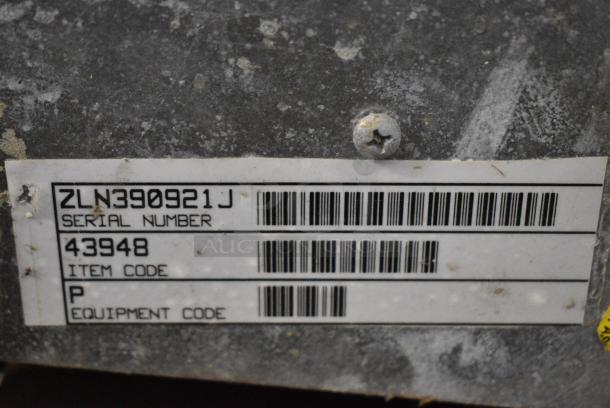 ZLN390921J
SERIAL NUMBER
43948
ITEM CODE
P
EQUIPMENT CODE